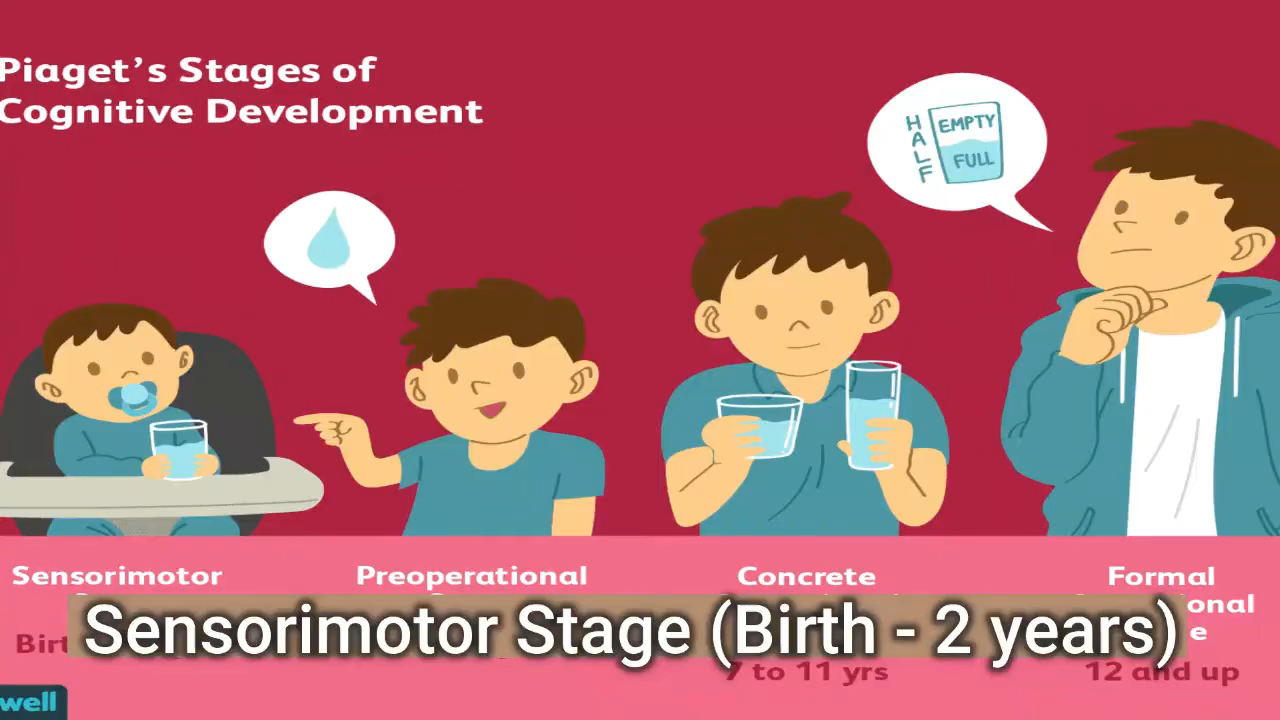 Piaget's Stages of
Cognitive Development
HALF
EMPTY
FULL
Sensorimotor
Preoperational
Concrete
Formal
Sensorimotor Stage (Birth - 2 years)
7 to 11 yrs
12 and up
well